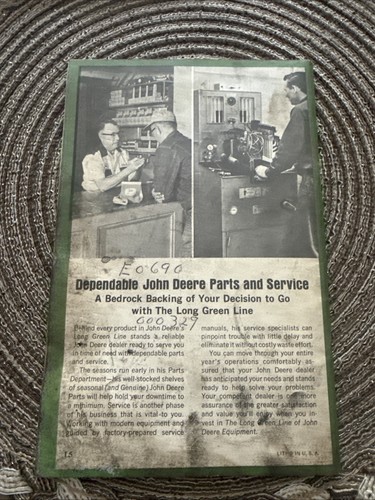 E0690
Dependable John Deere Parts and Service
A Bedrock Backing of Your Decision to Go
with The Long Green Line
000329
Behind every product in John Deere's
Long Green Line stands a reliable
John Deere dealer ready to serve you
in time of need with dependable parts
and service.
The seasons run early in his Parts
Department—his well-stocked shelves
of seasonal (and Genuine) John Deere
Parts will help hold your downtime to
a minimum. Service is another phase
of his business that is vital to you.
Working with modern equipment and
guided by factory-prepared service
manuals, his service specialists can
pinpoint trouble with little delay and
eliminate it without costly waste effort.
You can move through your entire
year's operations comfortably as-
sured that your John Deere dealer
has anticipated your needs and stands
ready to help solve your problems.
Your competent dealer is one more
assurance of the greater satisfaction
and value you'll enjoy when you in-
vest in The Long Green Line of John
Deere Equipment.
LITHO IN U. S. A.